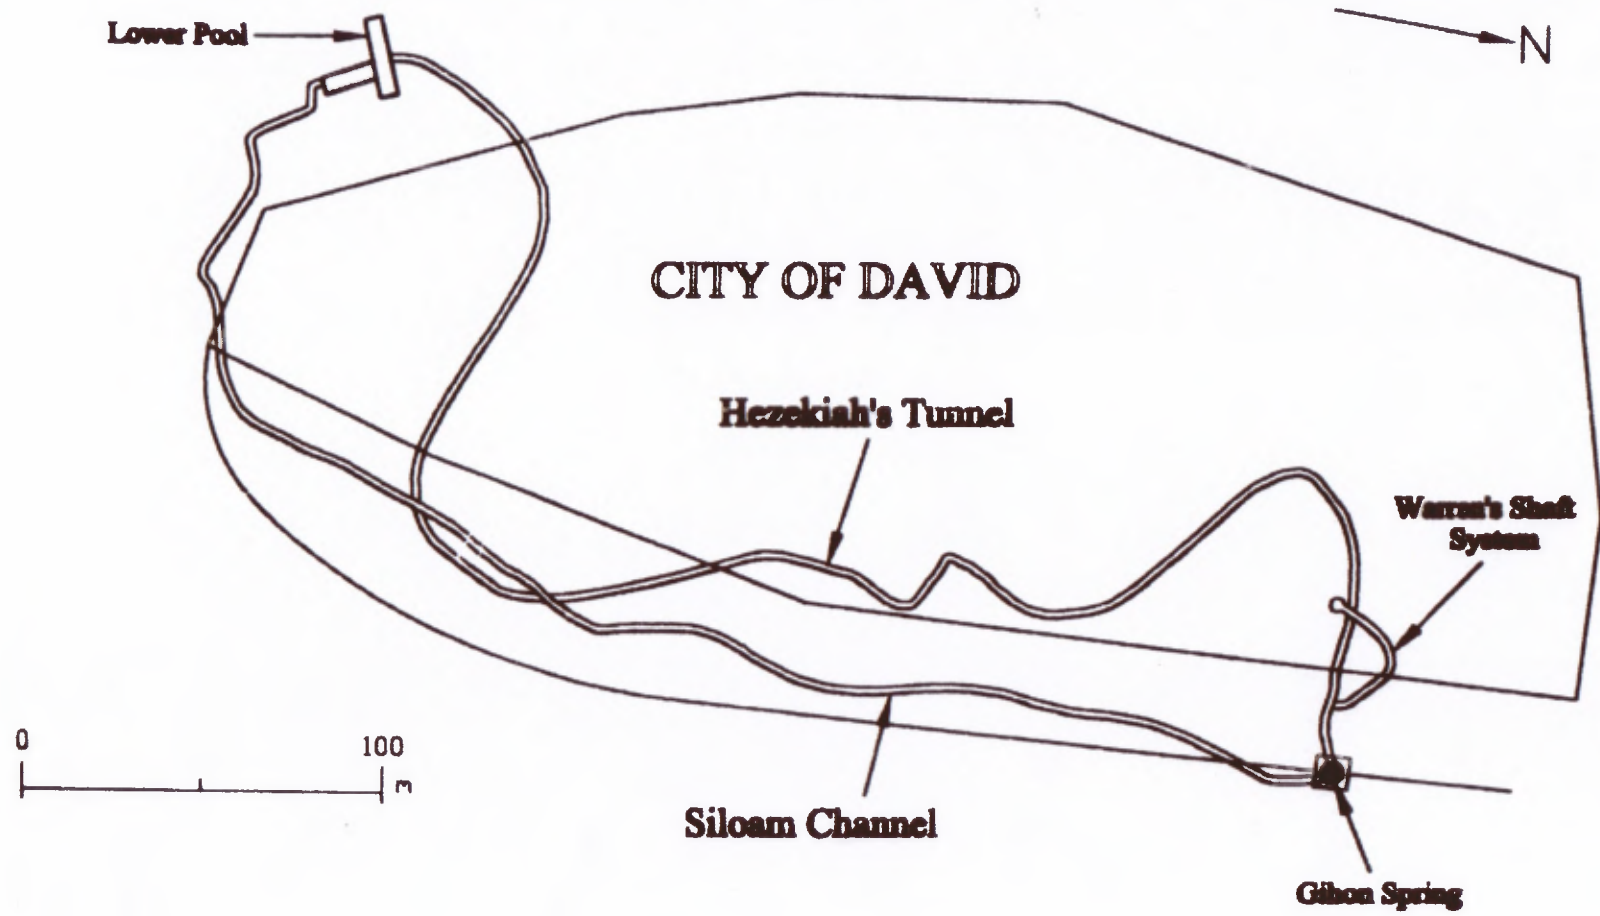 Lower Pool
N
CITY OF DAVID
Hezekiah's Tunnel
Warren's Shaft
System
0
100
m
Siloam Channel
Gihon Spring